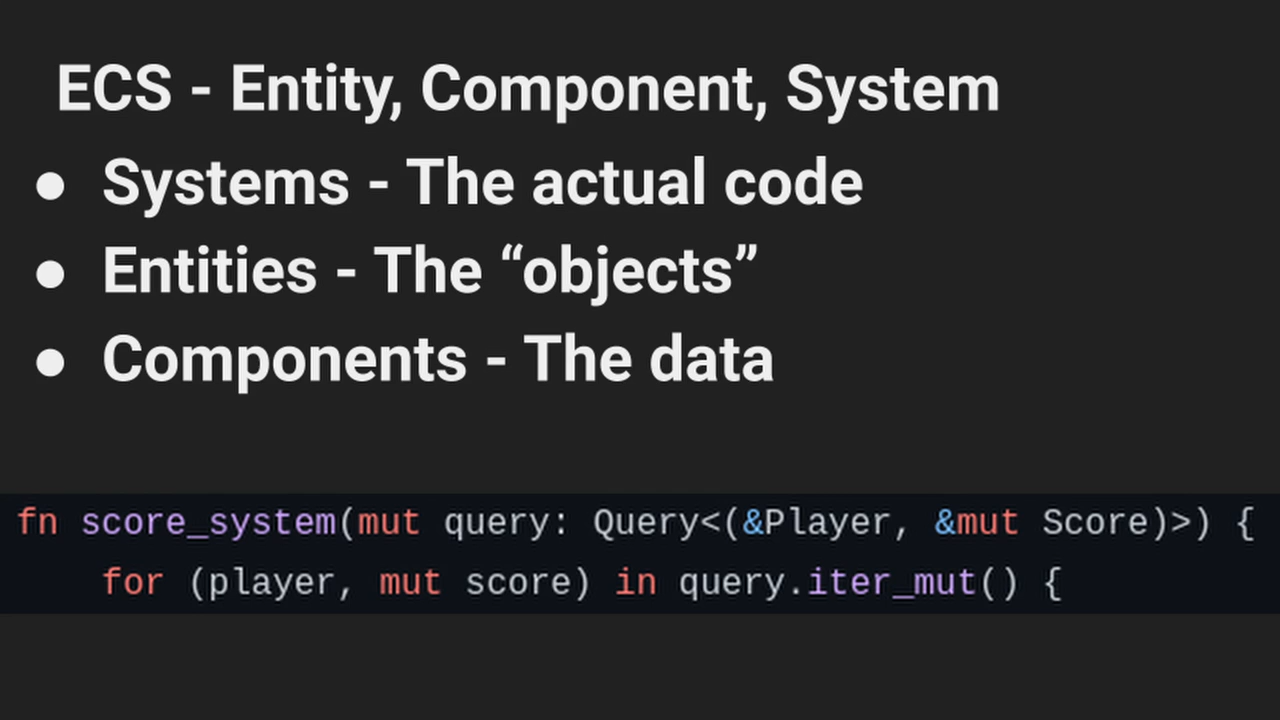 ECS - Entity, Component, System
● Systems - The actual code
● Entities - The “objects”
● Components - The data
fn score_system(mut query: Query<(&Player, &mut Score)>) {
    for (player, mut score) in query.iter_mut() {